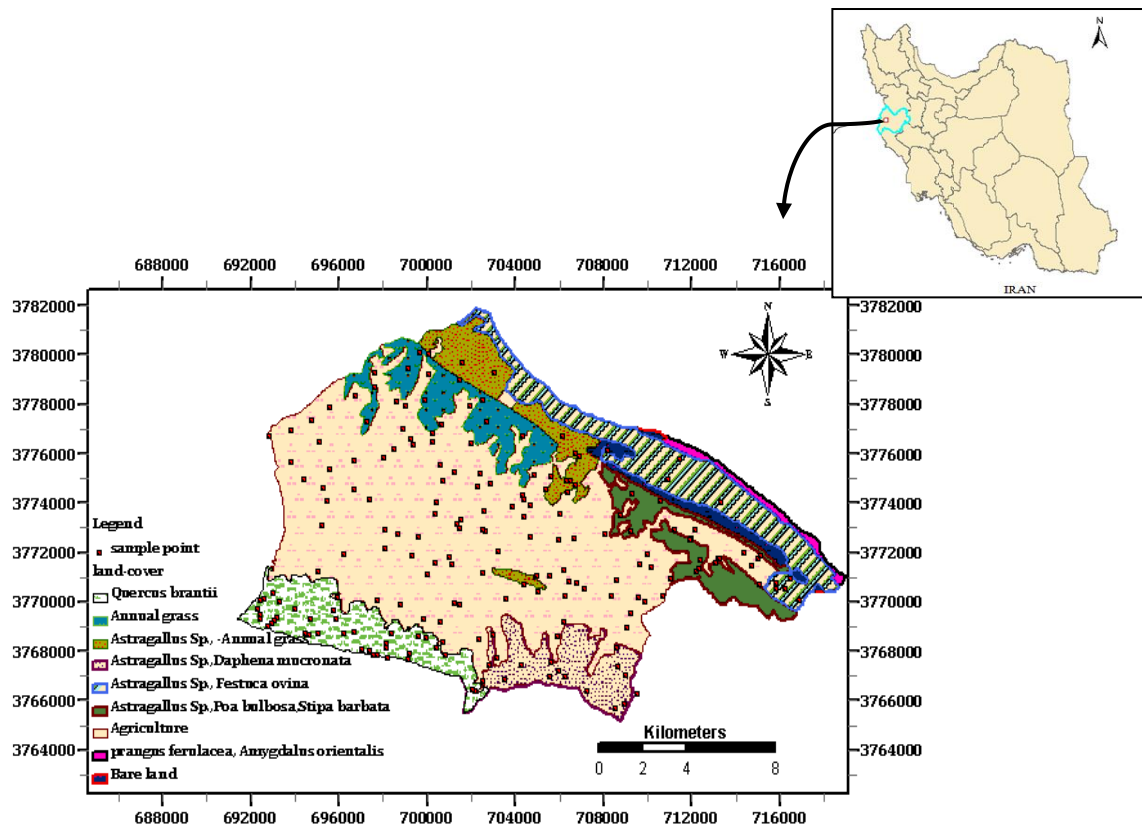 N
IRAN
688000 692000 696000 700000 704000 708000 712000 716000
3782000 3782000
3780000 3780000
3778000 3778000
3776000 3776000
3774000 3774000
3772000 3772000
3770000 3770000
3768000 3768000
3766000 3766000
3764000 3764000
N
W E
S
Legend
sample point
land-cover
Quercus brantii
Annual grass
Astragallus Sp., -Annual grass
Astragallus Sp., Daphena mucronata
Astragallus Sp., Festuca ovina
Astragallus Sp.,Poa bulbosa,Stipa barbata
Agriculture
prangus ferulacea, Amygdalus orientalis
Bare land
Kilometers
0 2 4 8
688000 692000 696000 700000 704000 708000 712000 716000